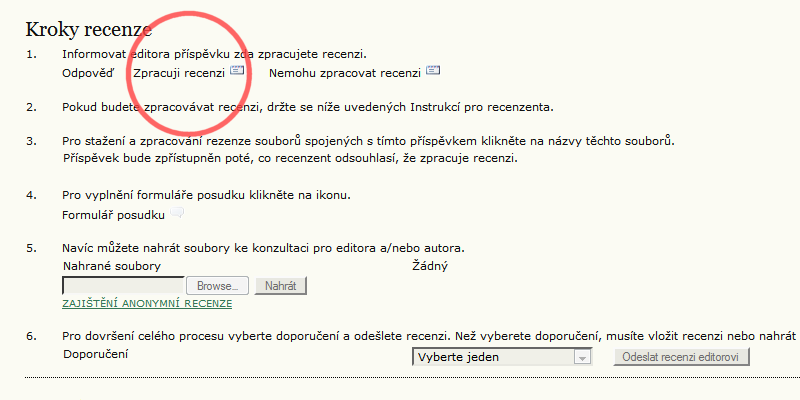 Kroky recenze
1. Informovat editora příspěvku zda zpracujete recenzi.
Odpověď Zpracuji recenzi Nemohu zpracovat recenzi
2. Pokud budete zpracovávat recenzi, držte se níže uvedených Instrukcí pro recenzenta.
3. Pro stažení a zpracování rezenze souborů spojených s tímto příspěvkem klikněte na názvy těchto souborů.
Příspěvek bude zpřístupněn poté, co recenzent odsouhlasí, že zpracuje recenzi.
4. Pro vyplnění formuláře posudku klikněte na ikonu.
Formulář posudku
5. Navíc můžete nahrát soubory ke konzultaci pro editora a/nebo autora.
Nahrané soubory Žádný
Browse... Nahrát
ZAJIŠTĚNÍ ANONYMNÍ RECENZE
6. Pro dovršení celého procesu vyberte doporučení a odešlete recenzi. Než vyberete doporučení, musíte vložit recenzi nebo nahrát
Doporučení Vyberte jeden Odeslat recenzi editorovi